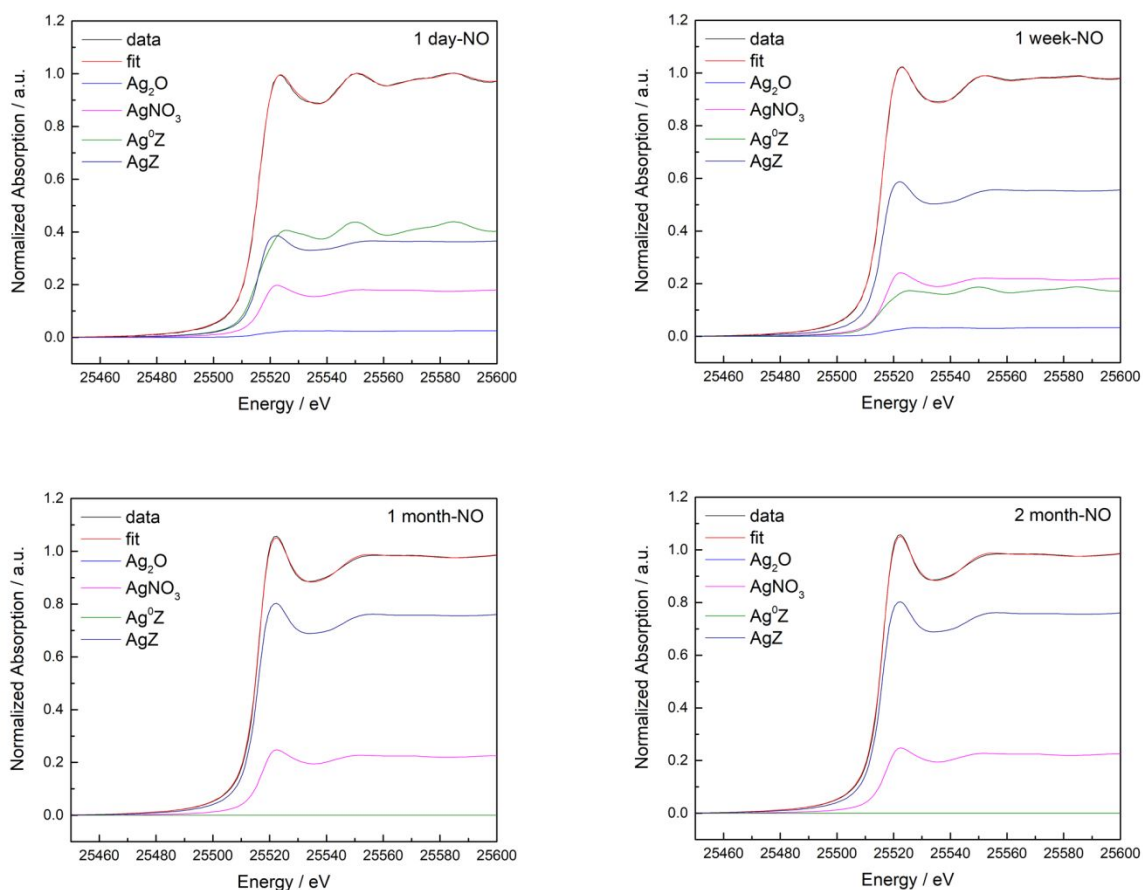 1 day-NO
data
fit
Ag₂O
AgNO₃
Ag⁰Z
AgZ
Normalized Absorption / a.u.
1.2
1.0
0.8
0.6
0.4
0.2
0.0
25460 25480 25500 25520 25540 25560 25580 25600
Energy / eV
1 week-NO
data
fit
Ag₂O
AgNO₃
Ag⁰Z
AgZ
Normalized Absorption / a.u.
1.2
1.0
0.8
0.6
0.4
0.2
0.0
25460 25480 25500 25520 25540 25560 25580 25600
Energy / eV
1 month-NO
data
fit
Ag₂O
AgNO₃
Ag⁰Z
AgZ
Normalized Absorption / a.u.
1.2
1.0
0.8
0.6
0.4
0.2
0.0
25460 25480 25500 25520 25540 25560 25580 25600
Energy / eV
2 month-NO
data
fit
Ag₂O
AgNO₃
Ag⁰Z
AgZ
Normalized Absorption / a.u.
1.2
1.0
0.8
0.6
0.4
0.2
0.0
25460 25480 25500 25520 25540 25560 25580 25600
Energy / eV